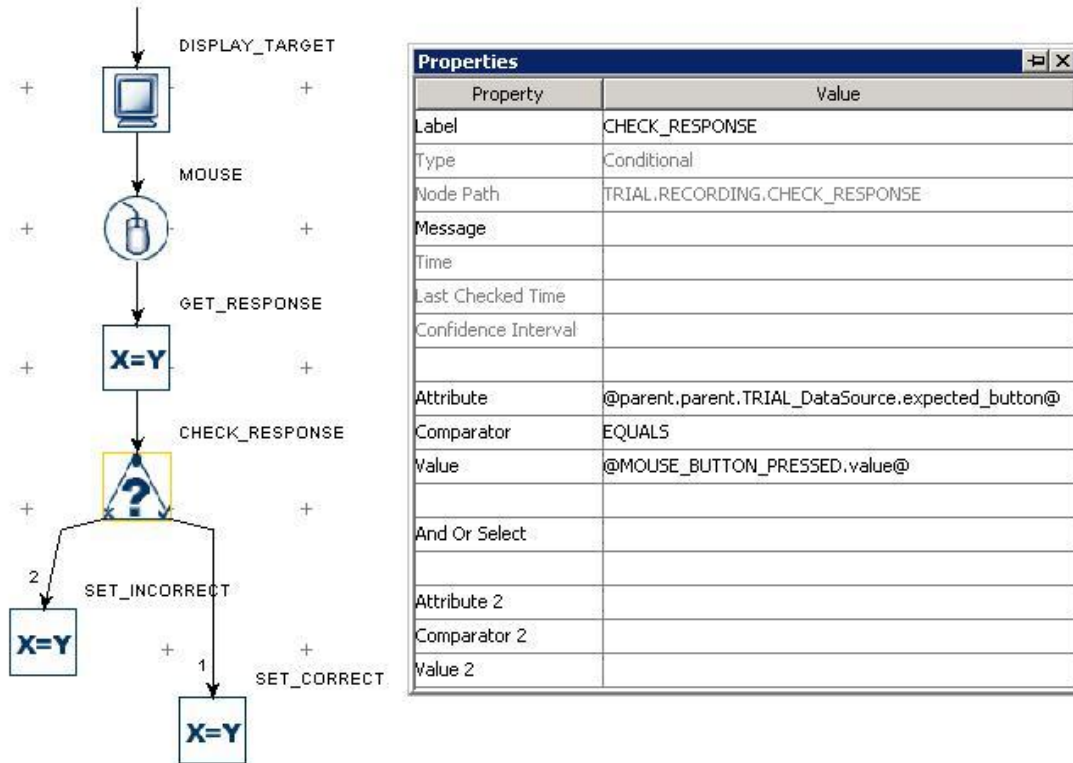 DISPLAY_TARGET
MOUSE
GET_RESPONSE
X=Y
CHECK_RESPONSE
?
2
SET_INCORRECT
X=Y
1
SET_CORRECT
X=Y
Properties
Property Value
Label CHECK_RESPONSE
Type Conditional
Node Path TRIAL.RECORDING.CHECK_RESPONSE
Message
Time
Last Checked Time
Confidence Interval
Attribute @parent.parent.TRIAL_DataSource.expected_button@
Comparator EQUALS
Value @MOUSE_BUTTON_PRESSED.value@
And Or Select
Attribute 2
Comparator 2
Value 2